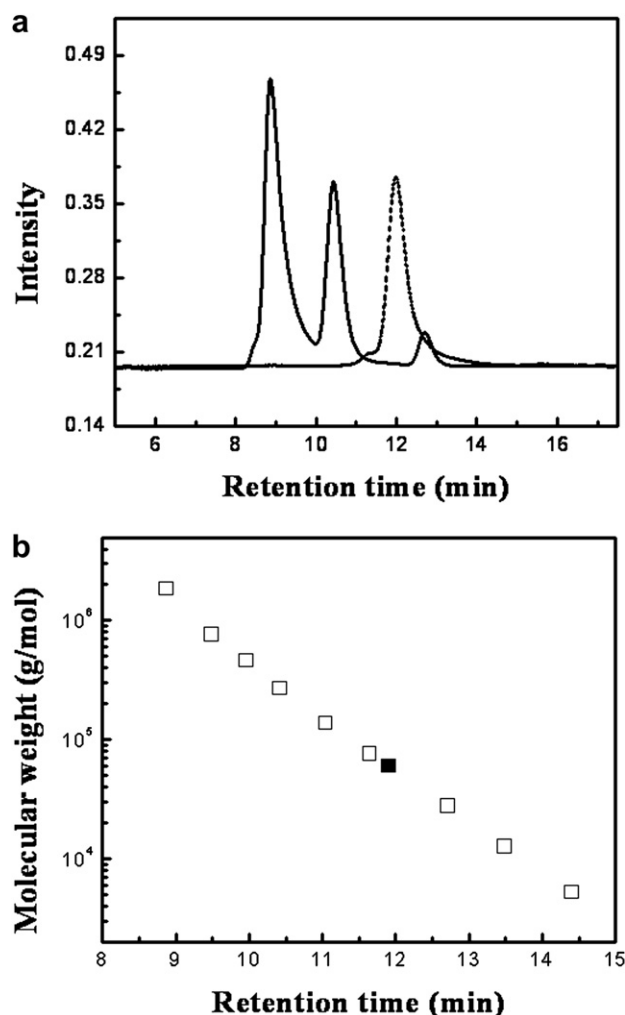 a
0.49
0.42
0.35
0.28
0.21
0.14
Intensity
6 8 10 12 14 16
Retention time (min)
b
10⁶
10⁵
10⁴
Molecular weight (g/mol)
8 9 10 11 12 13 14 15
Retention time (min)